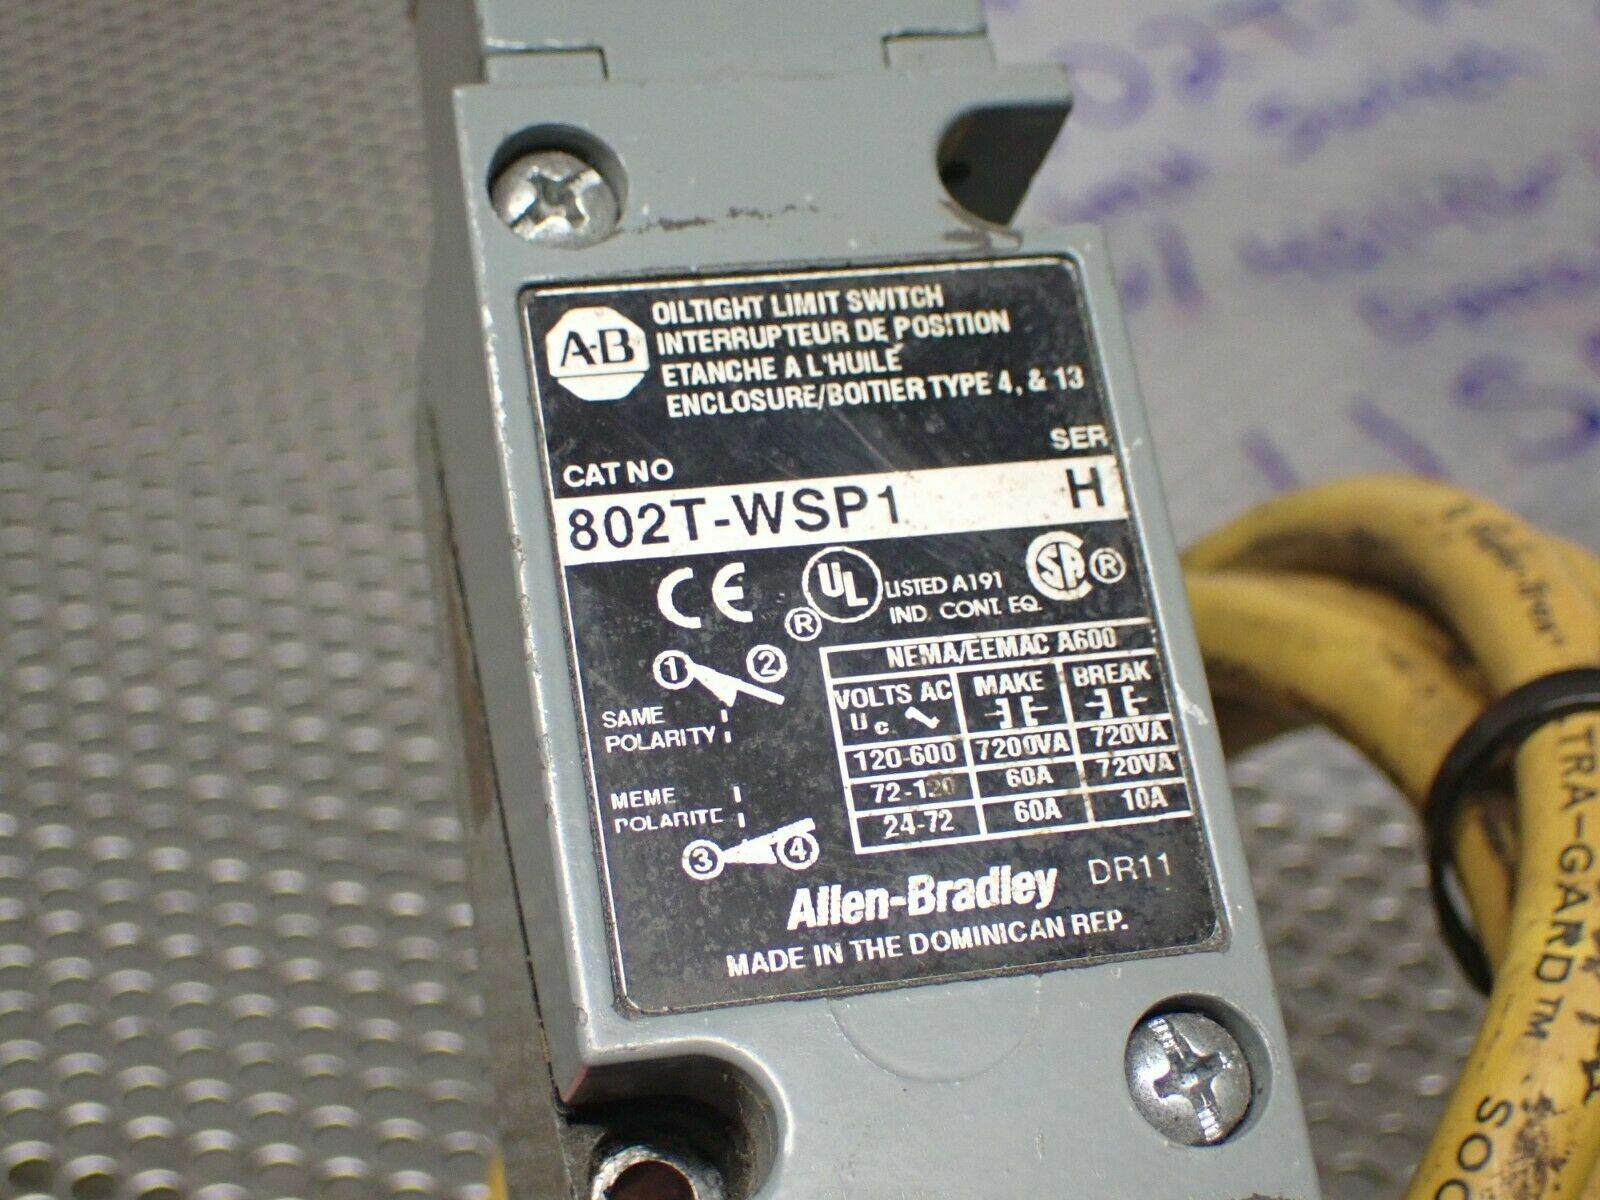 A-B
OILTIGHT LIMIT SWITCH
INTERRUPTEUR DE POSITION
ETANCHE A L'HUILE
ENCLOSURE/BOITIER TYPE 4, & 13
SER
CAT NO
802T-WSP1 H
CE
UL
®
LISTED A191
IND. CONT. EQ.
SP ®
1 2
SAME
POLARITY
MEME
POLARITE
3 4
NEMA/EEMAC A600
VOLTS AC MAKE BREAK
120-600 7200VA 720VA
72-120 60A 720VA
24-72 60A 10A
Allen-Bradley DR11
MADE IN THE DOMINICAN REP.
TRA-GARD™